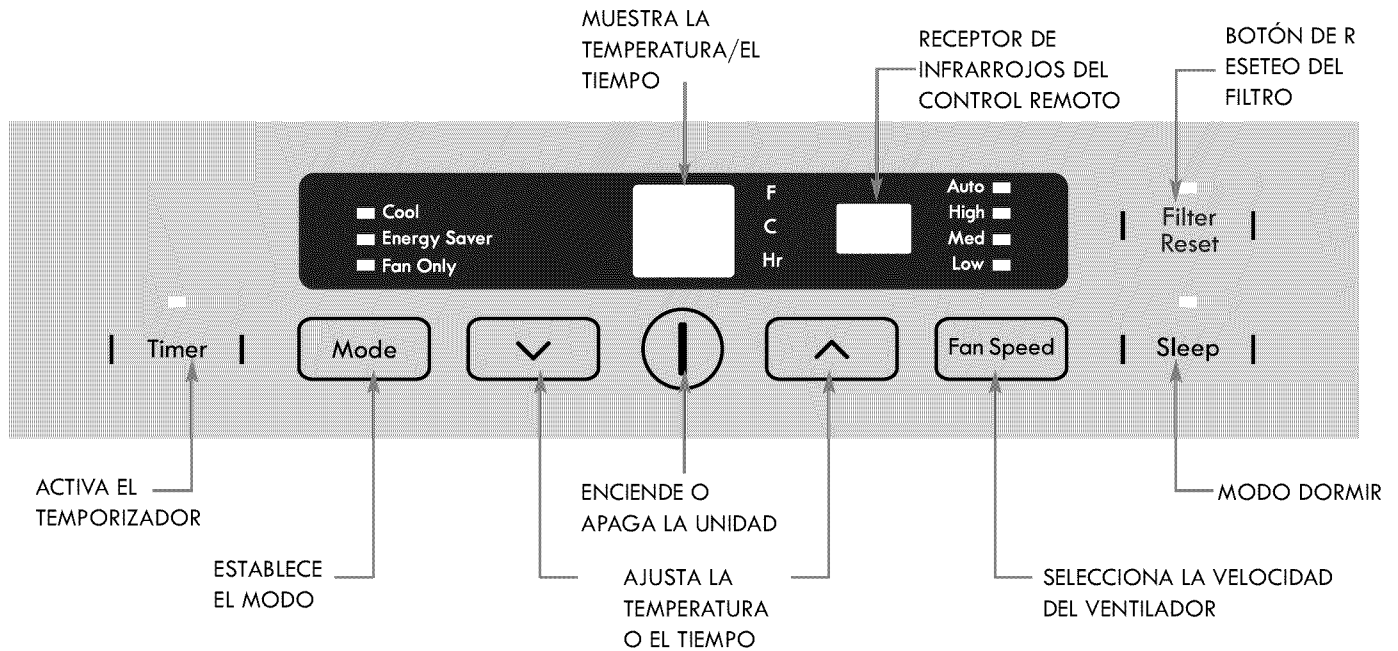 MUESTRA LA
TEMPERATURA/EL
TIEMPO
RECEPTOR DE
INFRARROJOS DEL
CONTROL REMOTO
BOTÓN DE R
ESETEO DEL
FILTRO
Cool
Energy Saver
Fan Only
F
C
Hr
Auto
High
Med
Low
Filter
Reset
Timer
Mode
Fan Speed
Sleep
ACTIVA EL
TEMPORIZADOR
ESTABLECE
EL MODO
ENCIENDE O
APAGA LA UNIDAD
AJUSTA LA
TEMPERATURA
O EL TIEMPO
MODO DORMIR
SELECCIONA LA VELOCIDAD
DEL VENTILADOR